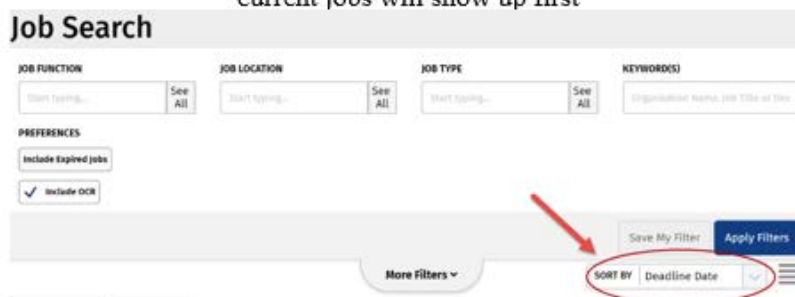 current jobs will show up first
Job Search
JOB FUNCTION JOB LOCATION JOB TYPE KEYWORD(S)
Start typing... See All Start typing... See All Start typing... See All Organisation Name, Job Title or
PREFERENCES
Include Expired Jobs
Include OCR
Save My Filter Apply Filters
More Filters SORT BY Deadline Date